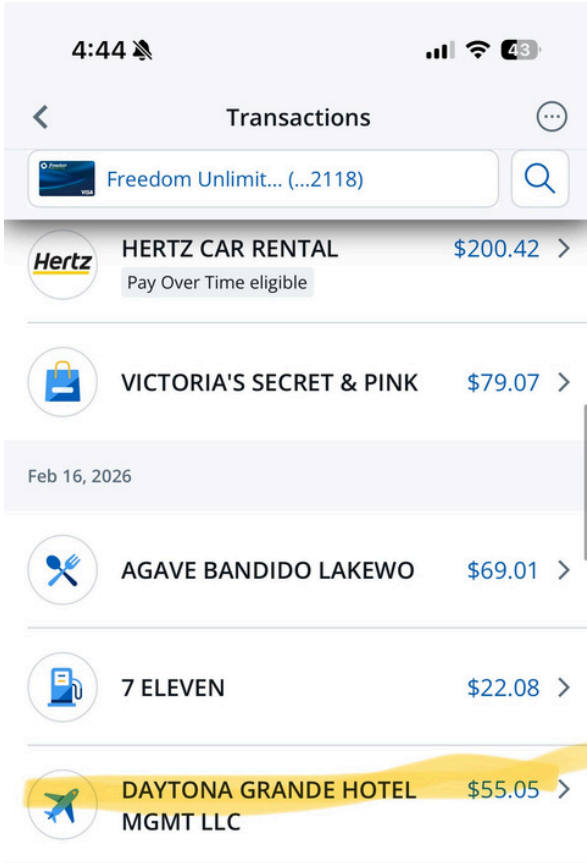 4:44
43
Transactions
Freedom Unlimit... (...2118)
VISA
Hertz
HERTZ CAR RENTAL
$200.42
Pay Over Time eligible
VICTORIA'S SECRET & PINK
$79.07
Feb 16, 2026
AGAVE BANDIDO LAKEWO
$69.01
7 ELEVEN
$22.08
DAYTONA GRANDE HOTEL
$55.05
MGMT LLC